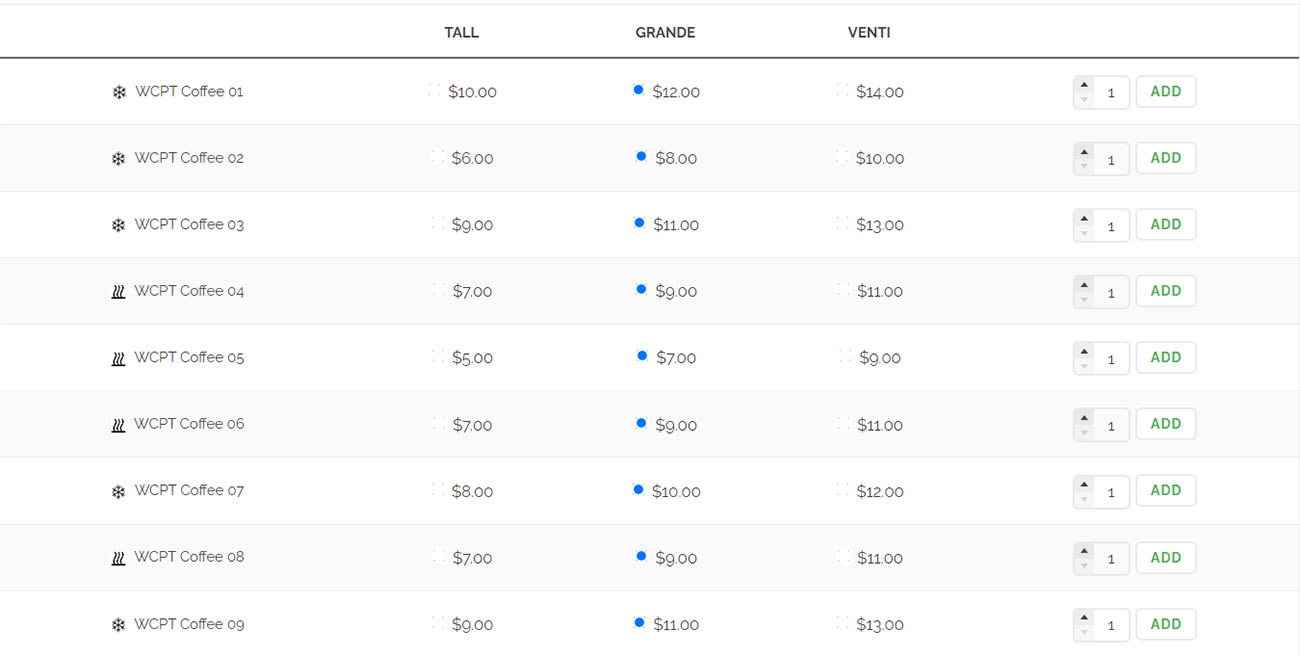 TALL GRANDE VENTI
WCPT Coffee 01 $10.00 $12.00 $14.00 1 ADD
WCPT Coffee 02 $6.00 $8.00 $10.00 1 ADD
WCPT Coffee 03 $9.00 $11.00 $13.00 1 ADD
WCPT Coffee 04 $7.00 $9.00 $11.00 1 ADD
WCPT Coffee 05 $5.00 $7.00 $9.00 1 ADD
WCPT Coffee 06 $7.00 $9.00 $11.00 1 ADD
WCPT Coffee 07 $8.00 $10.00 $12.00 1 ADD
WCPT Coffee 08 $7.00 $9.00 $11.00 1 ADD
WCPT Coffee 09 $9.00 $11.00 $13.00 1 ADD